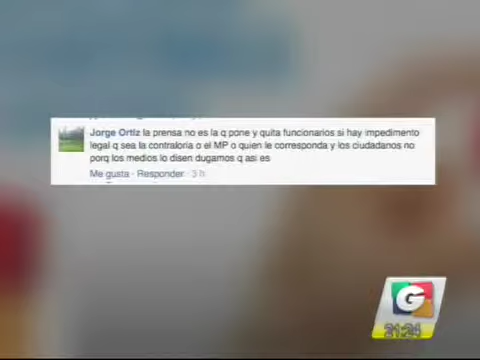 Jorge Ortiz la prensa no es la q pone y quita funcionarios si hay impedimento
legal q sea la contraloría o el MP o quien le corresponda y los ciudadanos no
porq los medios lo disen dugamos q asi es
Me gusta · Responder · 3 h
G
21:24